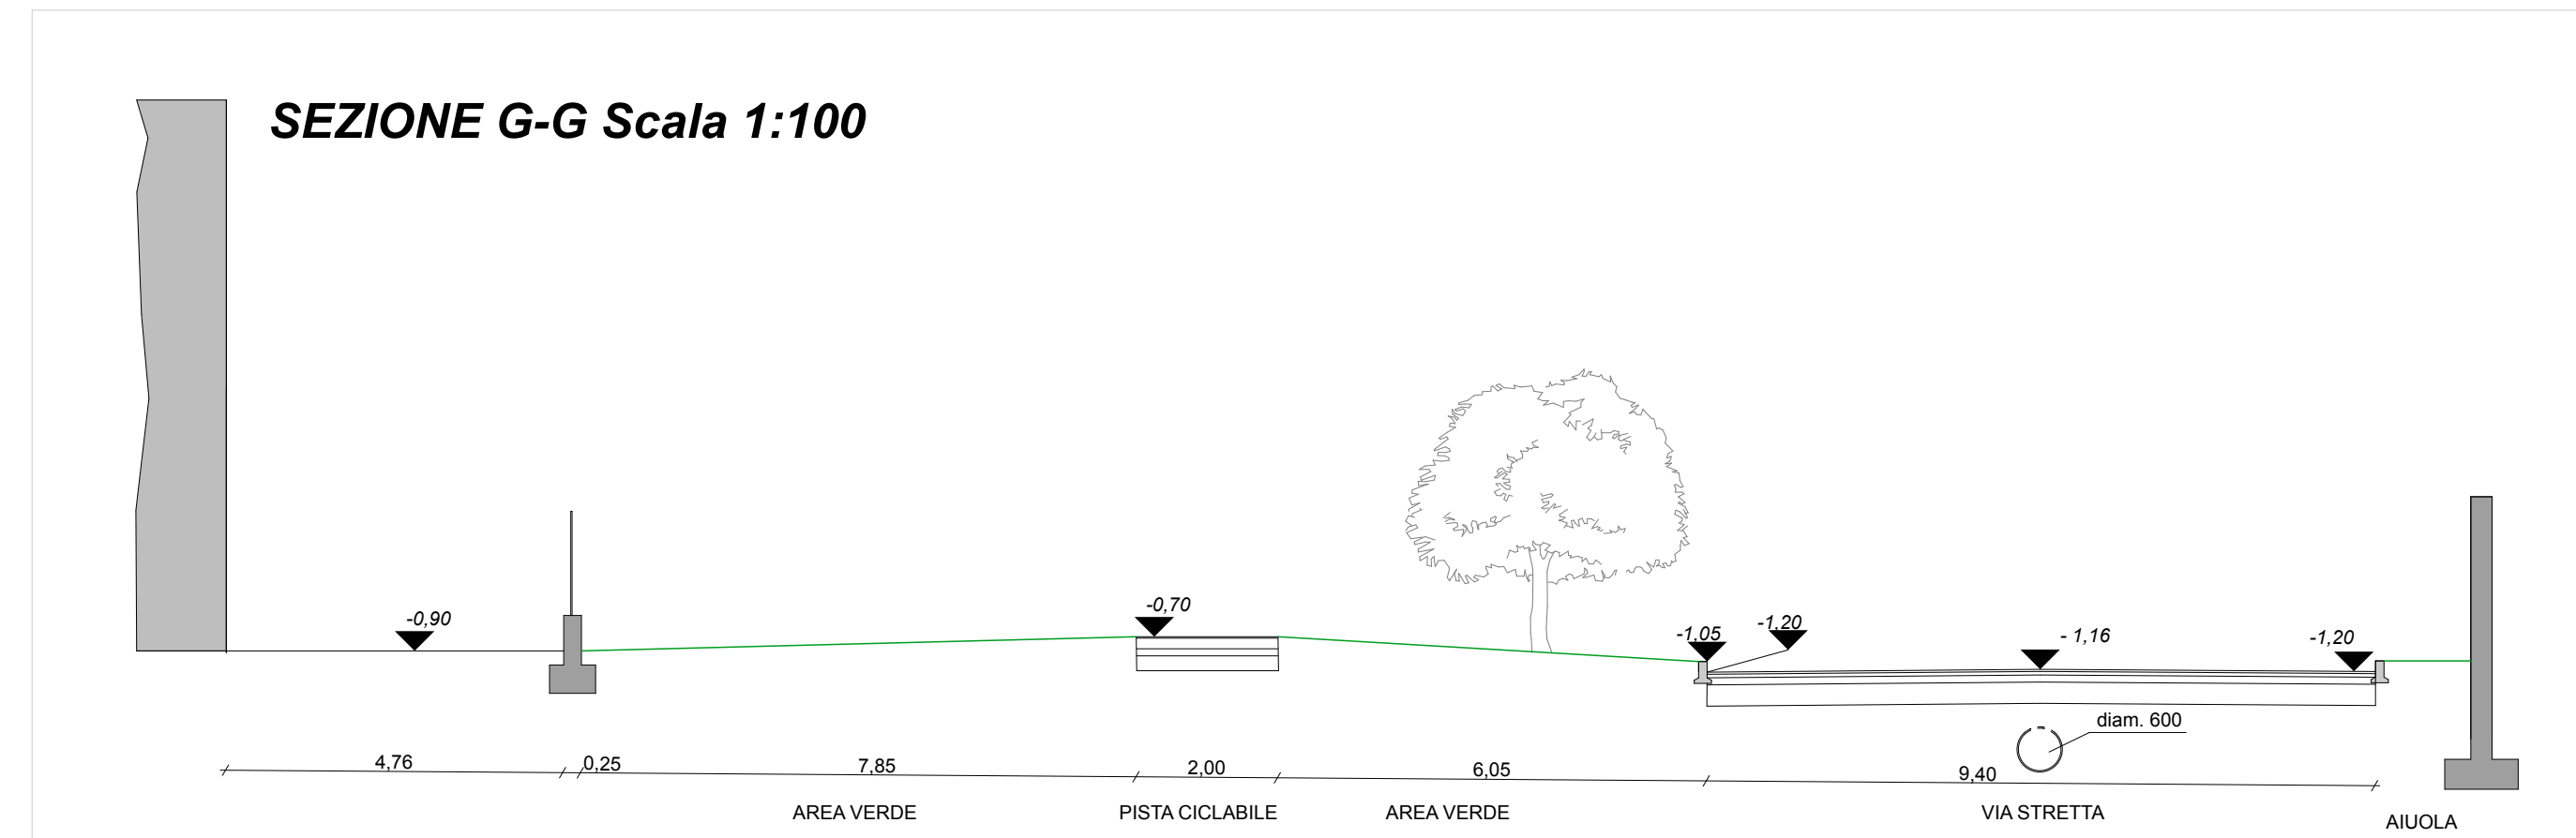 SEZIONE G-G Scala 1:100
-0,90
-0,70
-1,05
-1,20
- 1,16
-1,20
diam. 600
4,76
0,25
7,85
2,00
6,05
9,40
AREA VERDE
PISTA CICLABILE
AREA VERDE
VIA STRETTA
AIUOLA